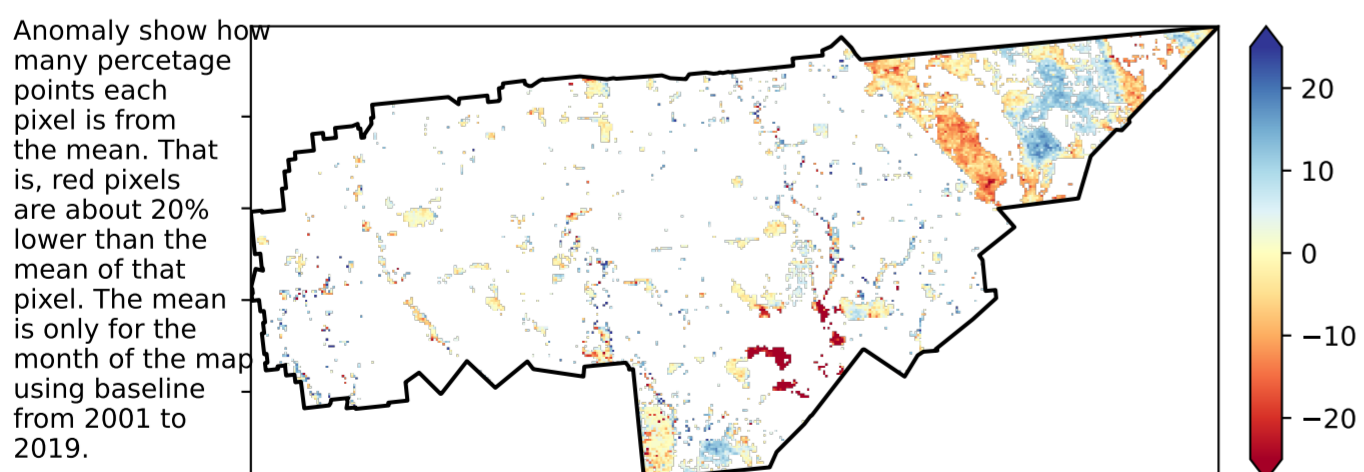 Anomaly show how
many percetage
points each
pixel is from
the mean. That
is, red pixels
are about 20%
lower than the
mean of that
pixel. The mean
is only for the
month of the map
using baseline
from 2001 to
2019.
20
10
0
−10
−20